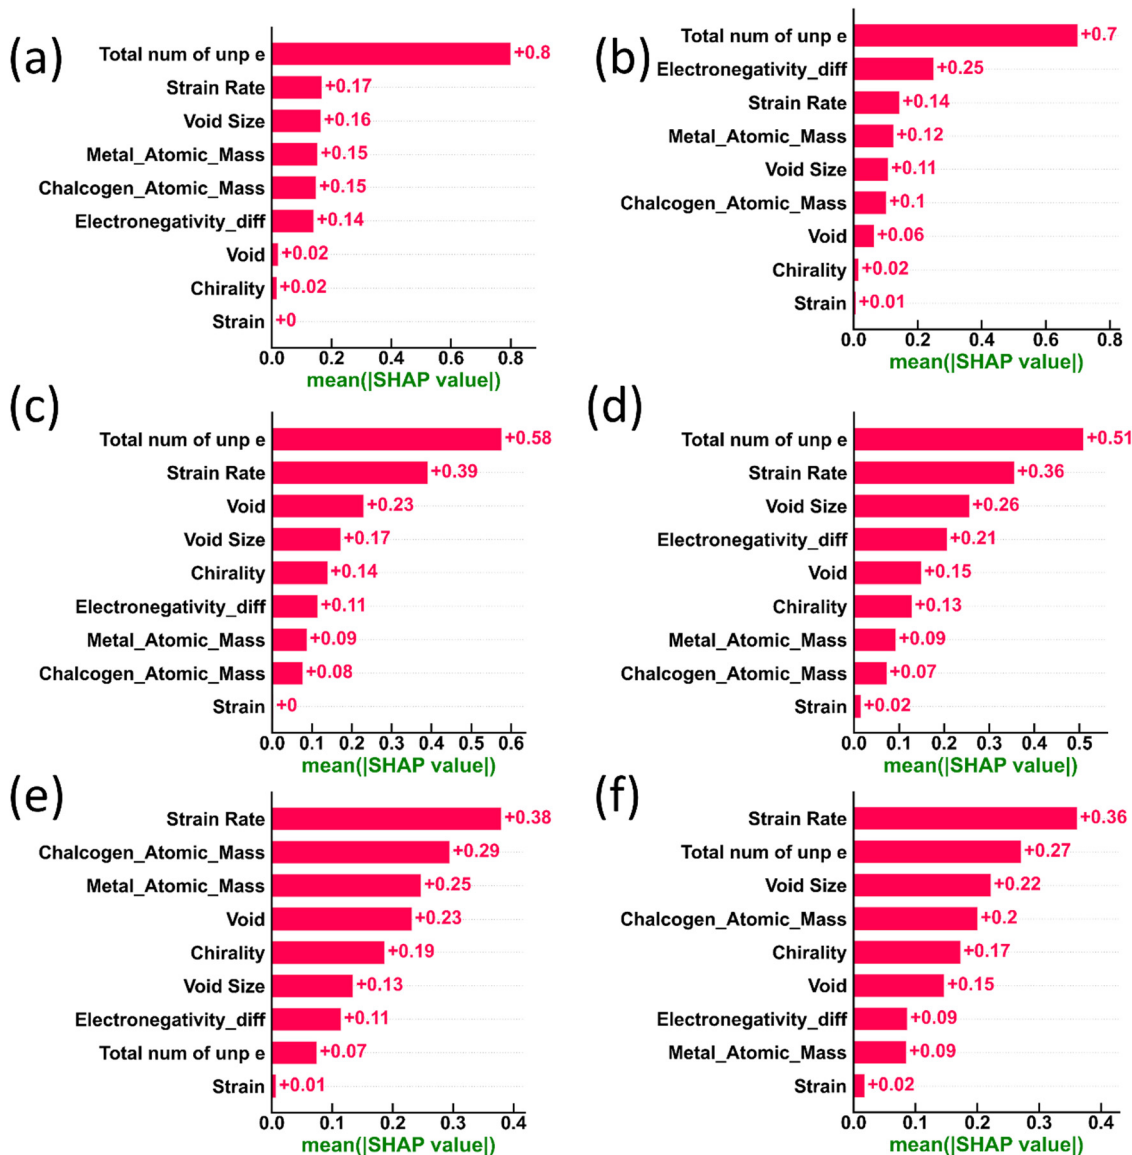 (a)
Total num of unp e +0.8
Strain Rate +0.17
Void Size +0.16
Metal_Atomic_Mass +0.15
Chalcogen_Atomic_Mass +0.15
Electronegativity_diff +0.14
Void +0.02
Chirality +0.02
Strain +0
0.0 0.2 0.4 0.6 0.8
mean(|SHAP value|)
(b)
Total num of unp e +0.7
Electronegativity_diff +0.25
Strain Rate +0.14
Metal_Atomic_Mass +0.12
Void Size +0.11
Chalcogen_Atomic_Mass +0.1
Void +0.06
Chirality +0.02
Strain +0.01
0.0 0.2 0.4 0.6 0.8
mean(|SHAP value|)
(c)
Total num of unp e +0.58
Strain Rate +0.39
Void +0.23
Void Size +0.17
Chirality +0.14
Electronegativity_diff +0.11
Metal_Atomic_Mass +0.09
Chalcogen_Atomic_Mass +0.08
Strain +0
0.0 0.1 0.2 0.3 0.4 0.5 0.6
mean(|SHAP value|)
(d)
Total num of unp e +0.51
Strain Rate +0.36
Void Size +0.26
Electronegativity_diff +0.21
Void +0.15
Chirality +0.13
Metal_Atomic_Mass +0.09
Chalcogen_Atomic_Mass +0.07
Strain +0.02
0.0 0.1 0.2 0.3 0.4 0.5
mean(|SHAP value|)
(e)
Strain Rate +0.38
Chalcogen_Atomic_Mass +0.29
Metal_Atomic_Mass +0.25
Void +0.23
Chirality +0.19
Void Size +0.13
Electronegativity_diff +0.11
Total num of unp e +0.07
Strain +0.01
0.0 0.1 0.2 0.3 0.4
mean(|SHAP value|)
(f)
Strain Rate +0.36
Total num of unp e +0.27
Void Size +0.22
Chalcogen_Atomic_Mass +0.2
Chirality +0.17
Void +0.15
Electronegativity_diff +0.09
Metal_Atomic_Mass +0.09
Strain +0.02
0.0 0.1 0.2 0.3 0.4
mean(|SHAP value|)